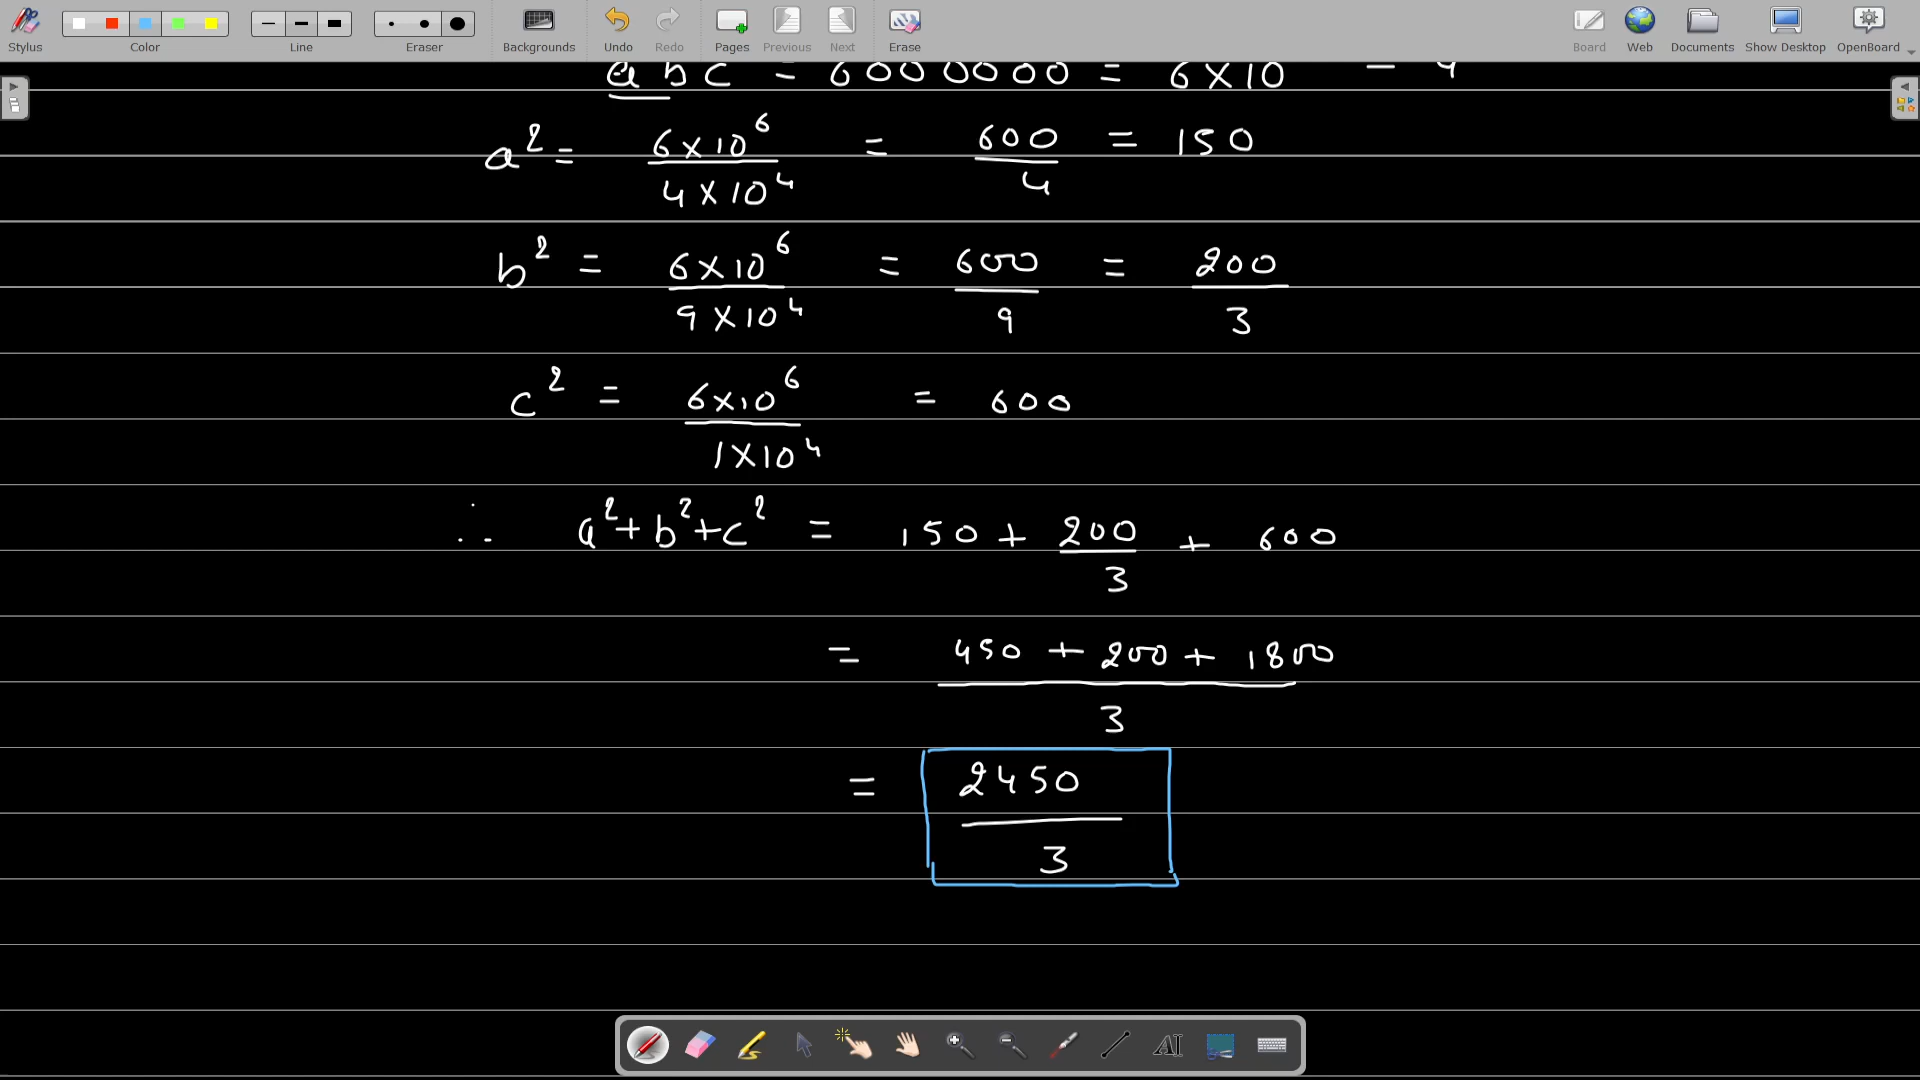 Stylus Color Line Eraser Backgrounds Undo Redo Pages Previous Next Erase Board Web Documents Show Desktop OpenBoard
abc = 6000000 = 6×10 - 4
a² = 6×10⁶ / 4×10⁴ = 600/4 = 150
b² = 6×10⁶ / 9×10⁴ = 600/9 = 200/3
c² = 6×10⁶ / 1×10⁴ = 600
∴ a²+b²+c² = 150 + 200/3 + 600
= 450 + 200 + 1800 / 3
= 2450/3
AI